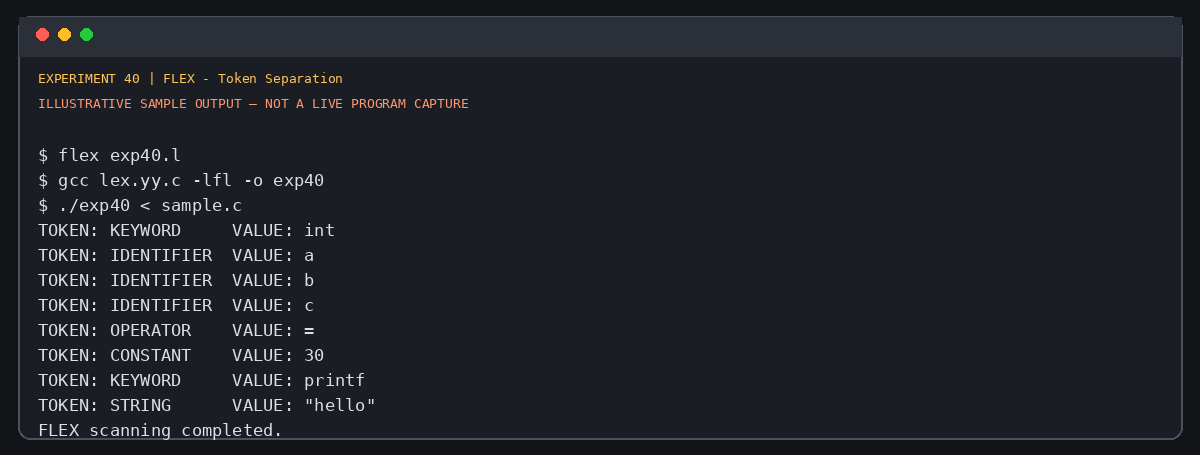 EXPERIMENT 40 | FLEX - Token Separation
ILLUSTRATIVE SAMPLE OUTPUT — NOT A LIVE PROGRAM CAPTURE
$ flex exp40.l
$ gcc lex.yy.c -lfl -o exp40
$ ./exp40 < sample.c
TOKEN: KEYWORD     VALUE: int
TOKEN: IDENTIFIER  VALUE: a
TOKEN: IDENTIFIER  VALUE: b
TOKEN: IDENTIFIER  VALUE: c
TOKEN: OPERATOR    VALUE: =
TOKEN: CONSTANT    VALUE: 30
TOKEN: KEYWORD     VALUE: printf
TOKEN: STRING      VALUE: "hello"
FLEX scanning completed.